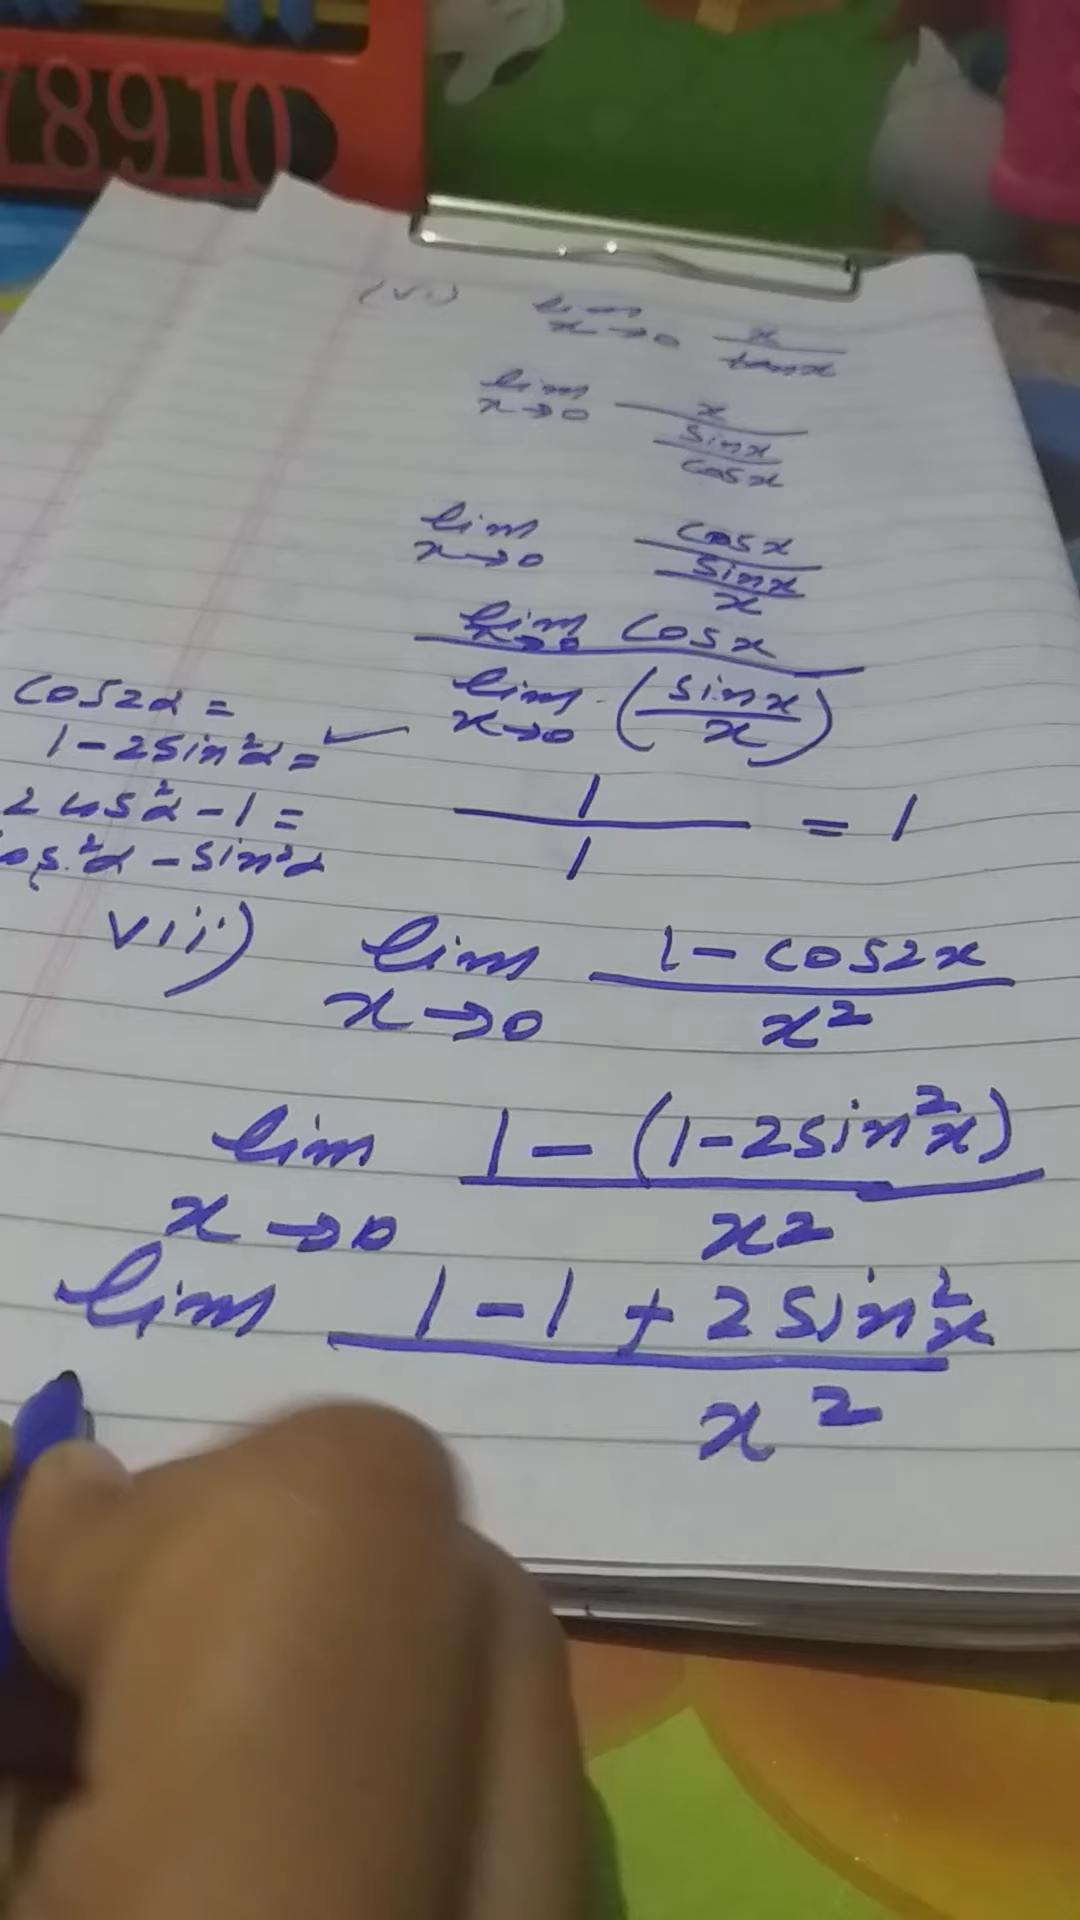 78910
(vi) lim x→0 x/tanx
lim x→0 x/(sinx/cosx)
lim x→0 cosx/(sinx/x)
lim x→0 cosx / lim x→0 (sinx/x)
1/1 = 1
cos2α =
1-2sin²α =
2cos²α-1=
cos²α - sin²α
vii) lim x→0 (1-cos2x)/x²
lim x→0 (1-(1-2sin²x))/x2
lim (1-1+2sin²x)/x²